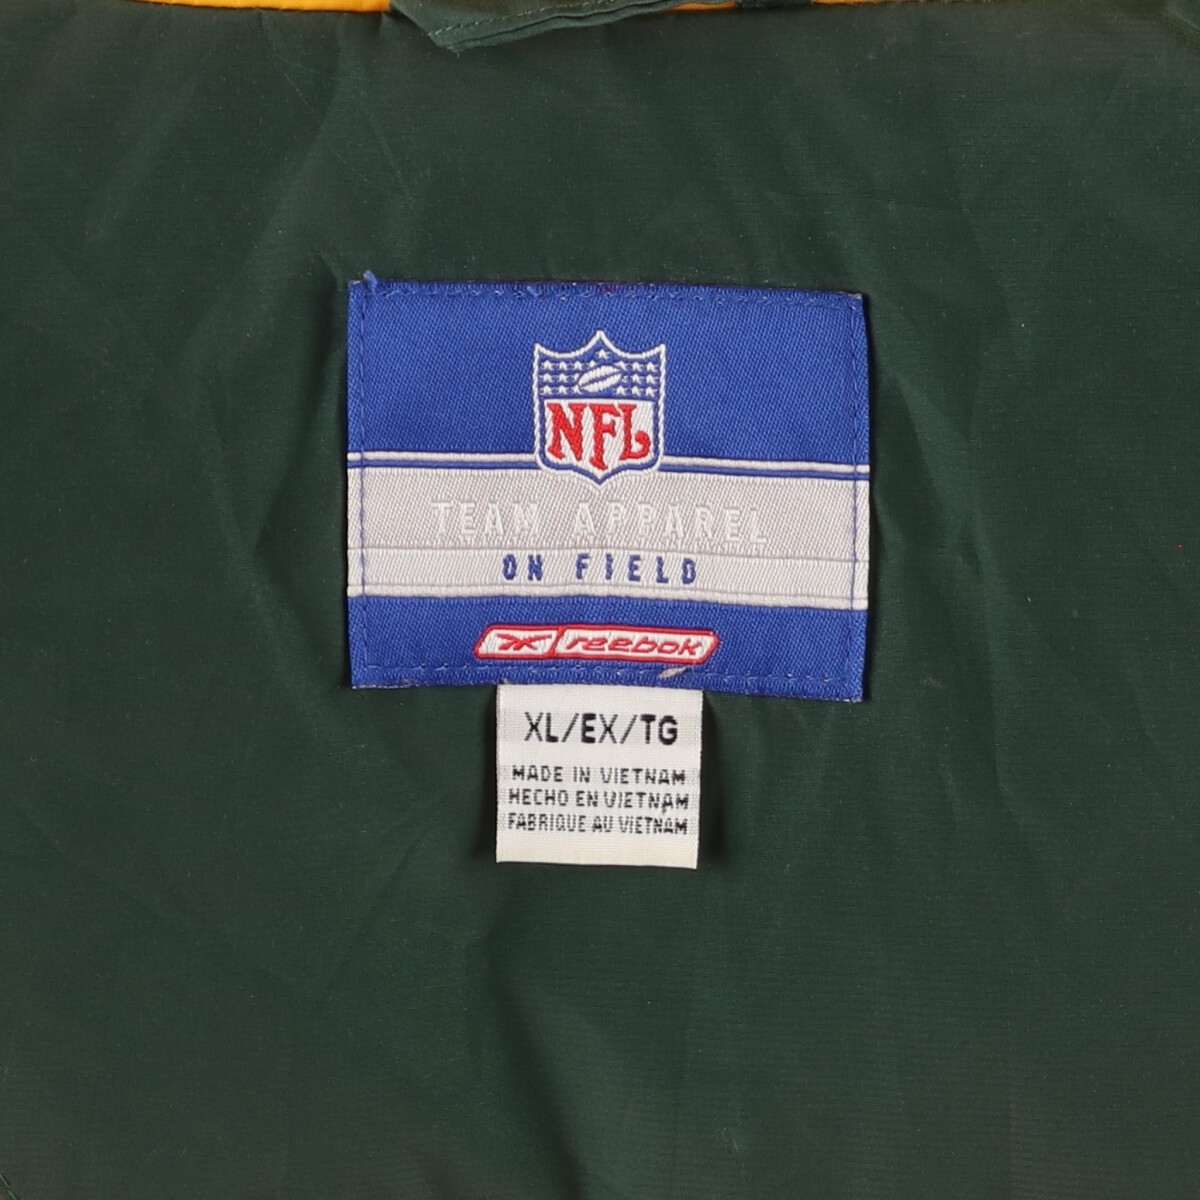 NFL
TEAM APPAREL
ON FIELD
reebok
XL/EX/TG
MADE IN VIETNAM
HECHO EN VIETNAM
FABRIQUE AU VIETNAM